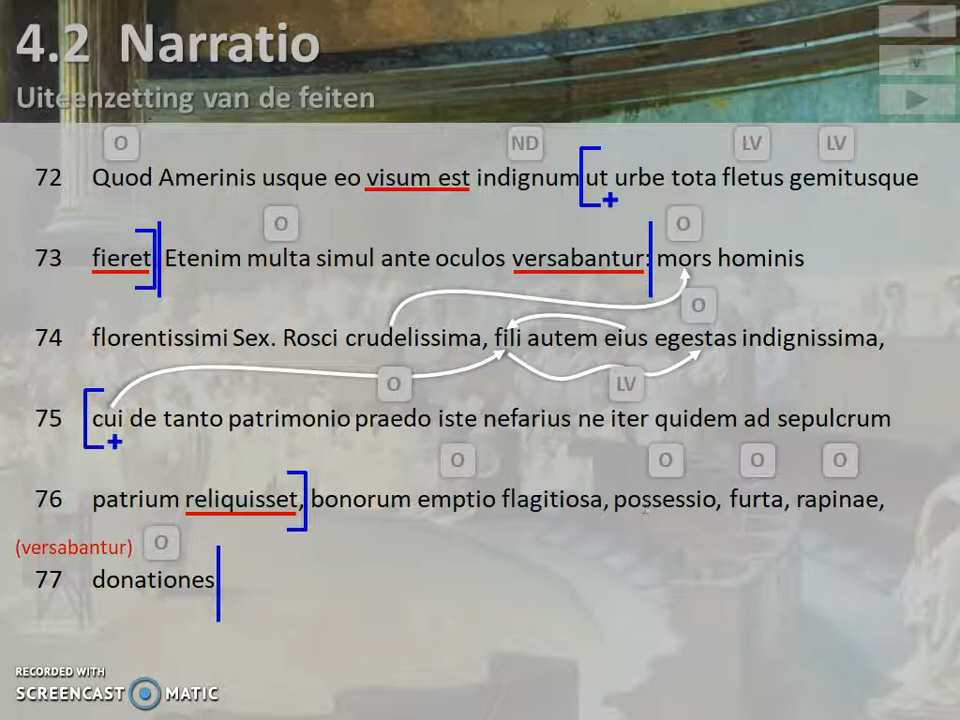 4.2 Narratio
Uiteenzetting van de feiten
V
O ND LV LV
72 Quod Amerinis usque eo visum est indignum ut urbe tota fletus gemitusque
+
O O
73 fieret. Etenim multa simul ante oculos versabantur: mors hominis
O
74 florentissimi Sex. Rosci crudelissima, fili autem eius egestas indignissima,
O LV
75 cui de tanto patrimonio praedo iste nefarius ne iter quidem ad sepulcrum
+
O O O O
76 patrium reliquisset, bonorum emptio flagitiosa, possessio, furta, rapinae,
(versabantur) O
77 donationes
RECORDED WITH
SCREENCAST MATIC